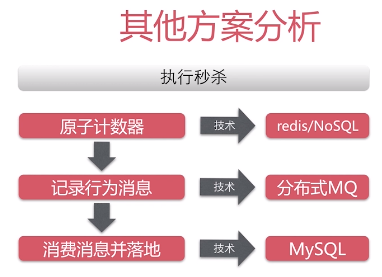 其他方案分析
执行秒杀
原子计数器 技术 redis/NoSQL
记录行为消息 技术 分布式MQ
消费消息并落地 技术 MySQL